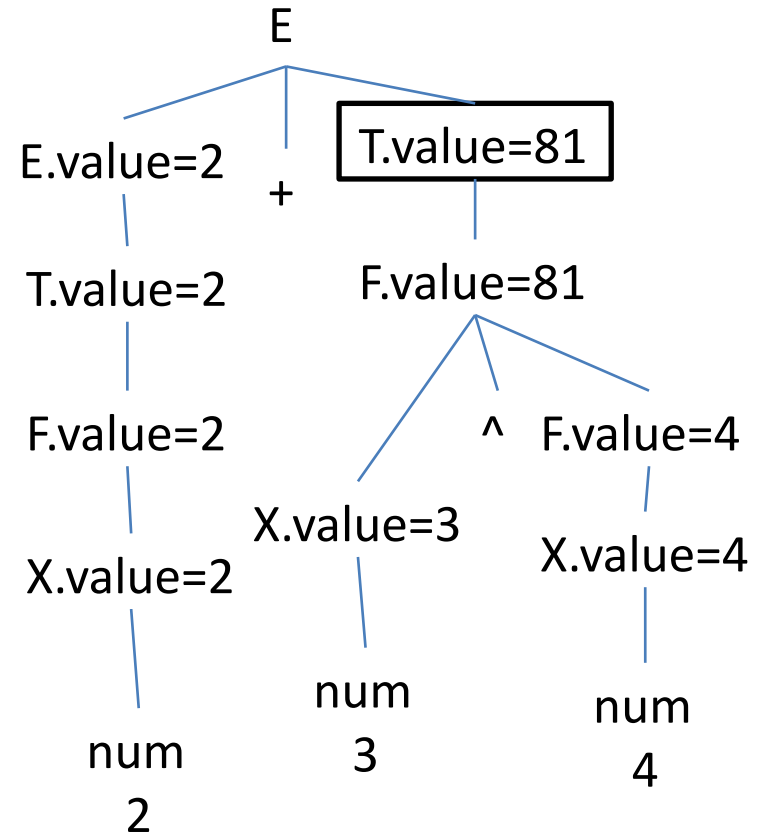 E
E.value=2
+
T.value=81
T.value=2
F.value=81
F.value=2
^
F.value=4
X.value=2
X.value=3
X.value=4
num
2
num
3
num
4